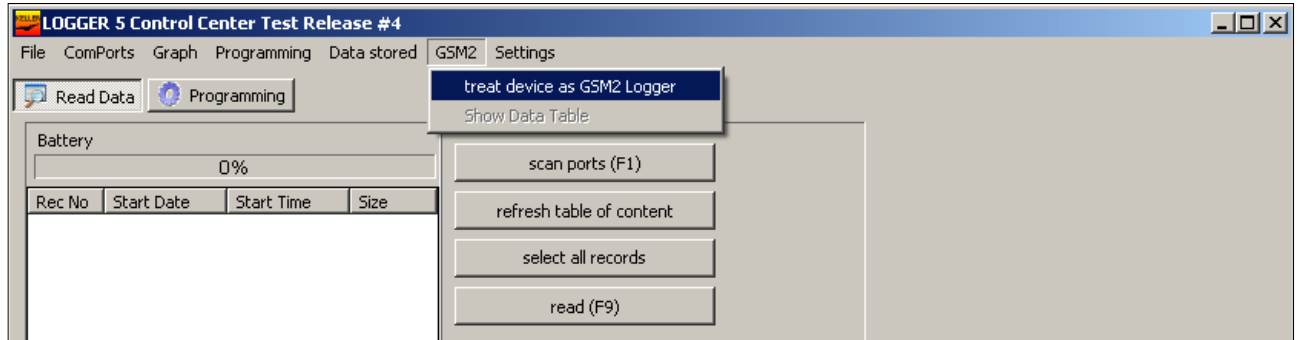 KELLER LOGGER 5 Control Center Test Release #4
File ComPorts Graph Programming Data stored GSM2 Settings
Read Data Programming
treat device as GSM2 Logger
Show Data Table
Battery
0%
Rec No Start Date Start Time Size
scan ports (F1)
refresh table of content
select all records
read (F9)